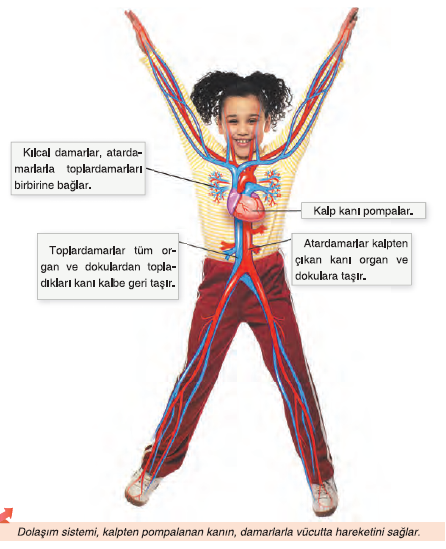 Kılcal damarlar, atarda-
marlarla toplardamarları
birbirine bağlar.
Kalp kanı pompalar.
Toplardamarlar tüm or-
gan ve dokulardan topla-
dıkları kanı kalbe geri taşır.
Atardamarlar kalpten
çıkan kanı organ ve
dokulara taşır.
Dolaşım sistemi, kalpten pompalanan kanın, damarlarla vücutta hareketini sağlar.